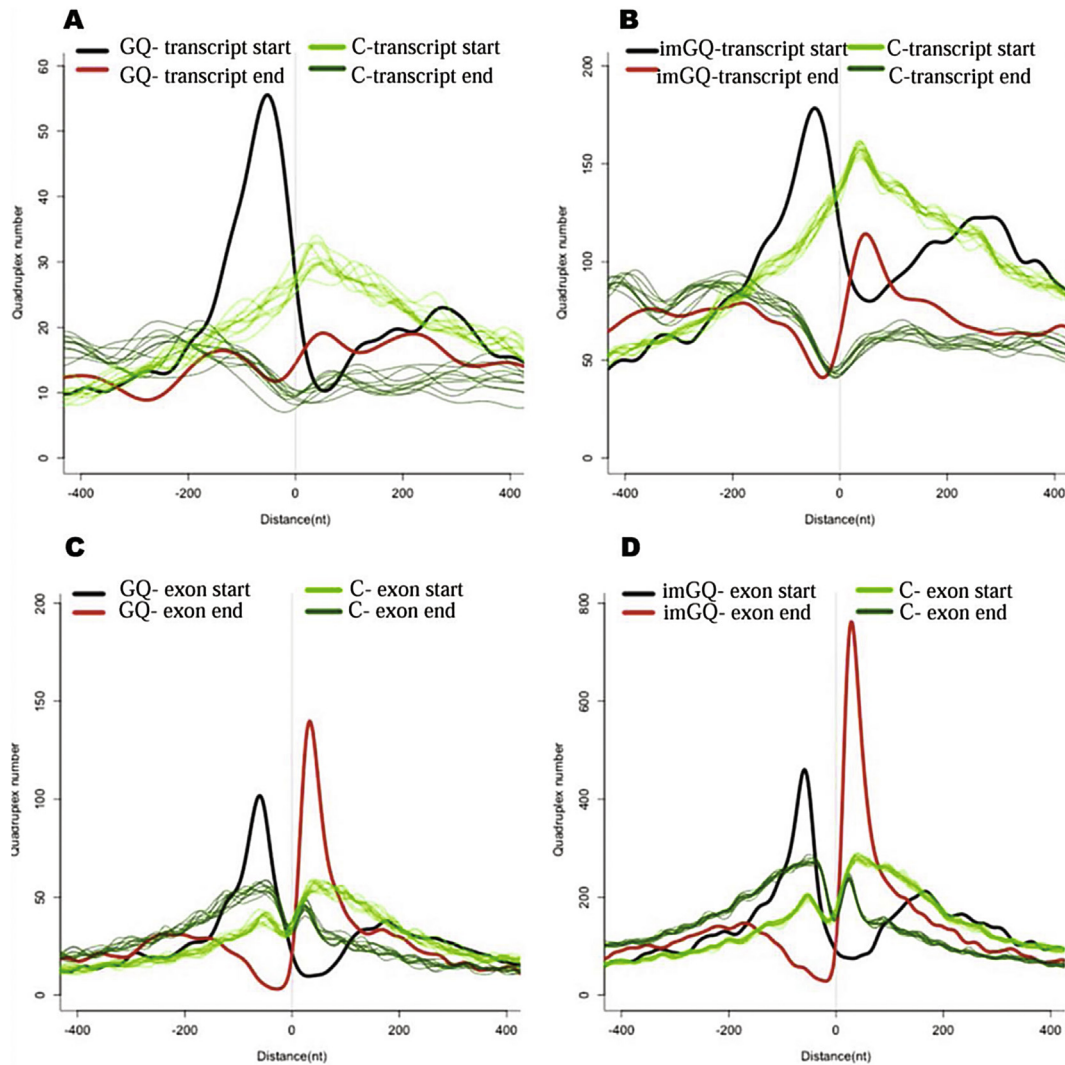 A
GQ- transcript start
C-transcript start
GQ- transcript end
C-transcript end
60
50
40
30
20
10
0
Quadruplex number
-400 -200 0 200 400
Distance(nt)
B
imGQ-transcript start
C-transcript start
imGQ-transcript end
C-transcript end
200
150
100
50
0
Quadruplex number
-400 -200 0 200 400
Distance(nt)
C
GQ- exon start
C- exon start
GQ- exon end
C- exon end
200
150
100
50
0
Quadruplex number
-400 -200 0 200 400
Distance(nt)
D
imGQ- exon start
C- exon start
imGQ- exon end
C- exon end
800
600
400
200
0
Quadruplex number
-400 -200 0 200 400
Distance(nt)